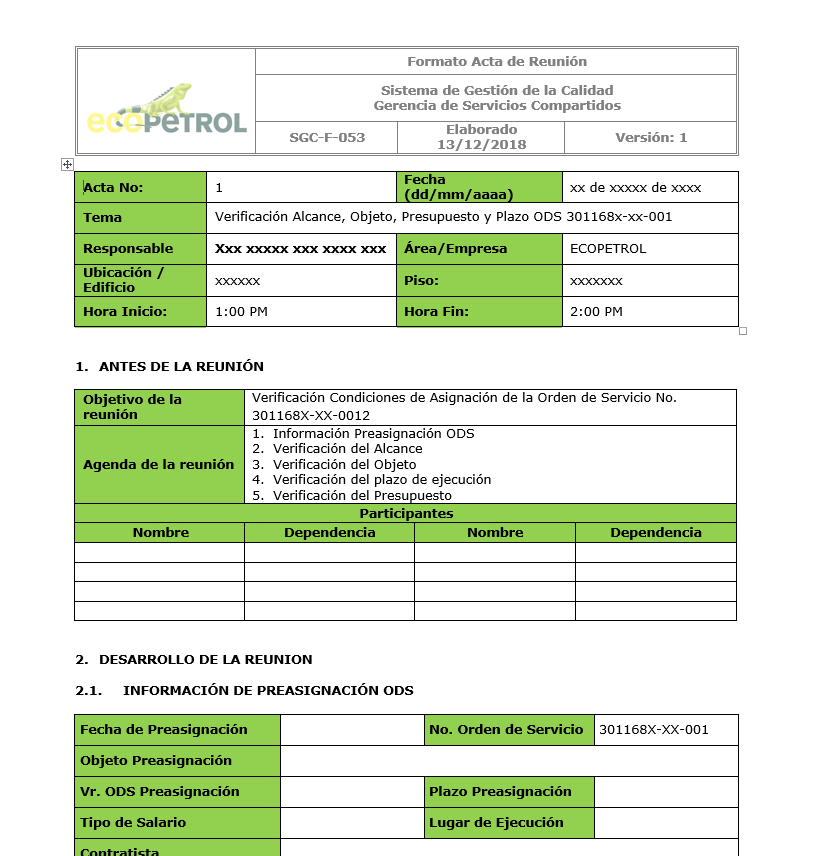 ecopetrol
Formato Acta de Reunión
Sistema de Gestión de la Calidad
Gerencia de Servicios Compartidos
SGC-F-053
Elaborado
13/12/2018
Versión: 1
Acta No:
1
Fecha
(dd/mm/aaaa)
xx de xxxxx de xxxx
Tema
Verificación Alcance, Objeto, Presupuesto y Plazo ODS 301168x-xx-001
Responsable
Xxx xxxxx xxx xxxx xxx
Área/Empresa
ECOPETROL
Ubicación /
Edificio
xxxxxx
Piso:
xxxxxxx
Hora Inicio:
1:00 PM
Hora Fin:
2:00 PM
1. ANTES DE LA REUNIÓN
Objetivo de la
reunión
Verificación Condiciones de Asignación de la Orden de Servicio No.
301168X-XX-0012
Agenda de la reunión
1. Información Preasignación ODS
2. Verificación del Alcance
3. Verificación del Objeto
4. Verificación del plazo de ejecución
5. Verificación del Presupuesto
Participantes
Nombre
Dependencia
Nombre
Dependencia
2. DESARROLLO DE LA REUNION
2.1. INFORMACIÓN DE PREASIGNACIÓN ODS
Fecha de Preasignación
No. Orden de Servicio
301168X-XX-001
Objeto Preasignación
Vr. ODS Preasignación
Plazo Preasignación
Tipo de Salario
Lugar de Ejecución
Contratista